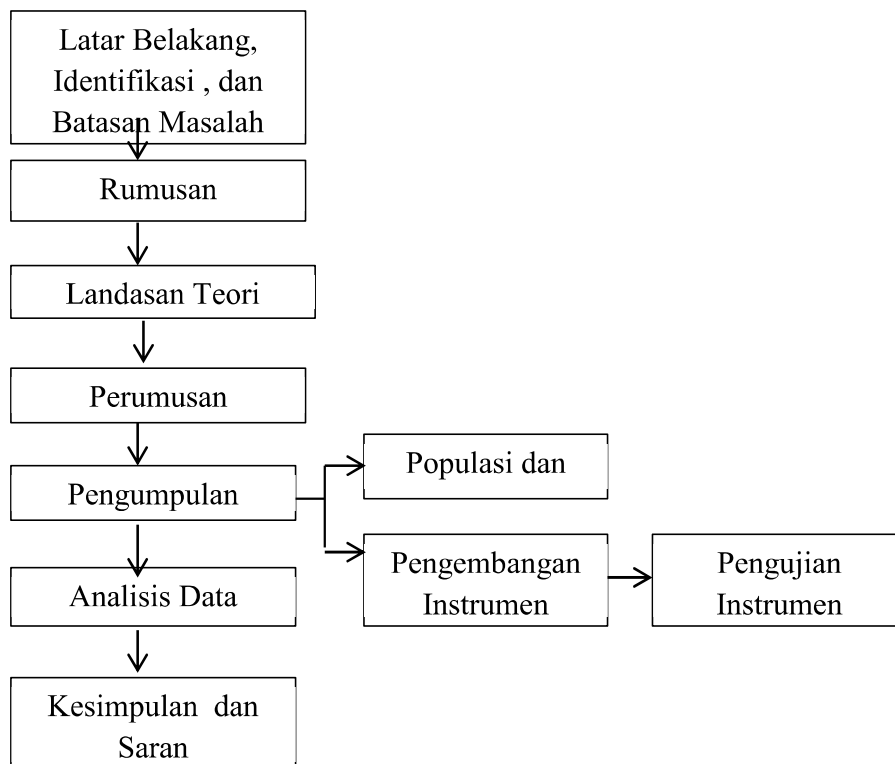 Latar Belakang,
Identifikasi , dan
Batasan Masalah
Rumusan
Landasan Teori
Perumusan
Pengumpulan
Populasi dan
Pengembangan
Instrumen
Pengujian
Instrumen
Analisis Data
Kesimpulan dan
Saran